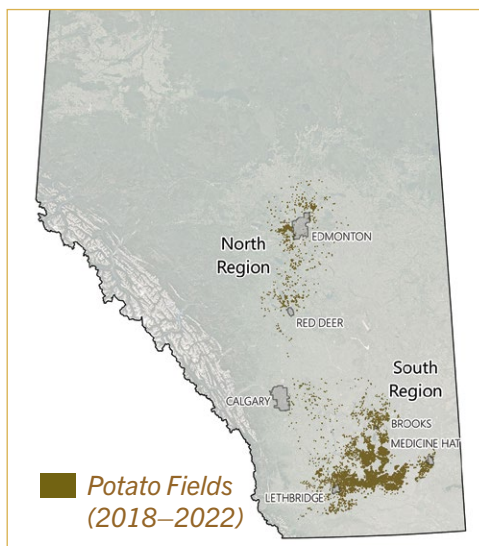 North
Region
EDMONTON
RED DEER
South
Region
CALGARY
BROOKS
MEDICINE HAT
LETHBRIDGE
Potato Fields
(2018–2022)